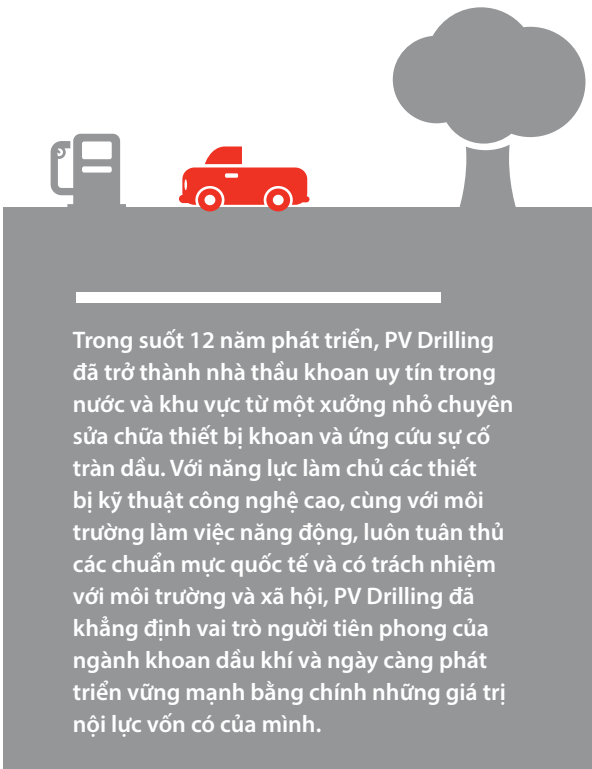 Trong suốt 12 năm phát triển, PV Drilling
đã trở thành nhà thầu khoan uy tín trong
nước và khu vực từ một xưởng nhỏ chuyên
sửa chữa thiết bị khoan và ứng cứu sự cố
tràn dầu. Với năng lực làm chủ các thiết
bị kỹ thuật công nghệ cao, cùng với môi
trường làm việc năng động, luôn tuân thủ
các chuẩn mực quốc tế và có trách nhiệm
với môi trường và xã hội, PV Drilling đã
khẳng định vai trò người tiên phong của
ngành khoan dầu khí và ngày càng phát
triển vững mạnh bằng chính những giá trị
nội lực vốn có của mình.